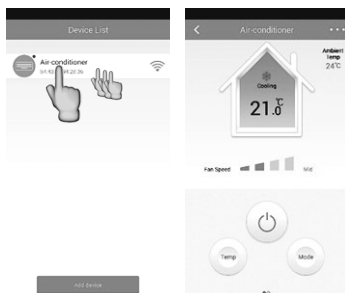 Device List
Air-conditioner
Add device
Air-conditioner
Ambient
Temp
24℃
Cooling
21.0℃
Fan Speed
Mid
Temp
Mode